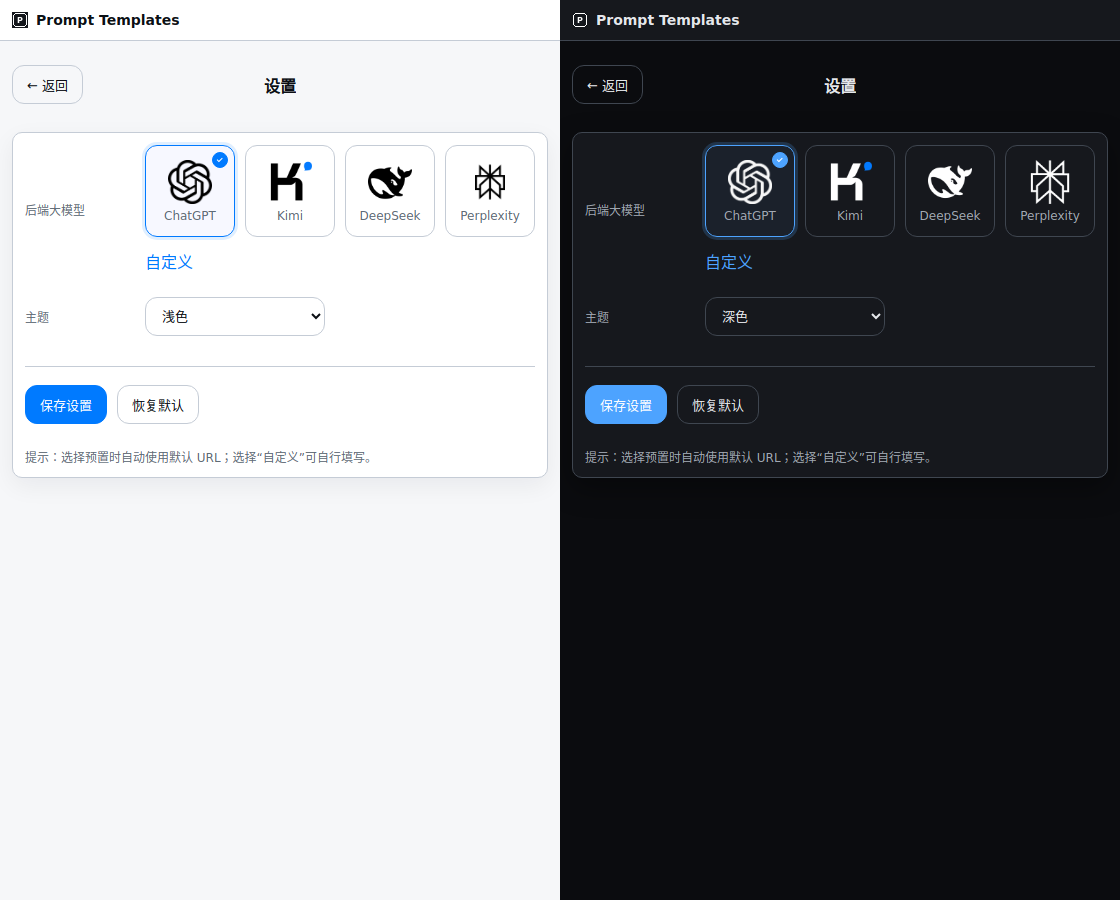 P Prompt Templates
← 返回
设置
后端大模型
ChatGPT
Kimi
DeepSeek
Perplexity
自定义
主题
浅色
保存设置
恢复默认
提示：选择预置时自动使用默认 URL；选择“自定义”可自行填写。
P Prompt Templates
← 返回
设置
后端大模型
ChatGPT
Kimi
DeepSeek
Perplexity
自定义
主题
深色
保存设置
恢复默认
提示：选择预置时自动使用默认 URL；选择“自定义”可自行填写。